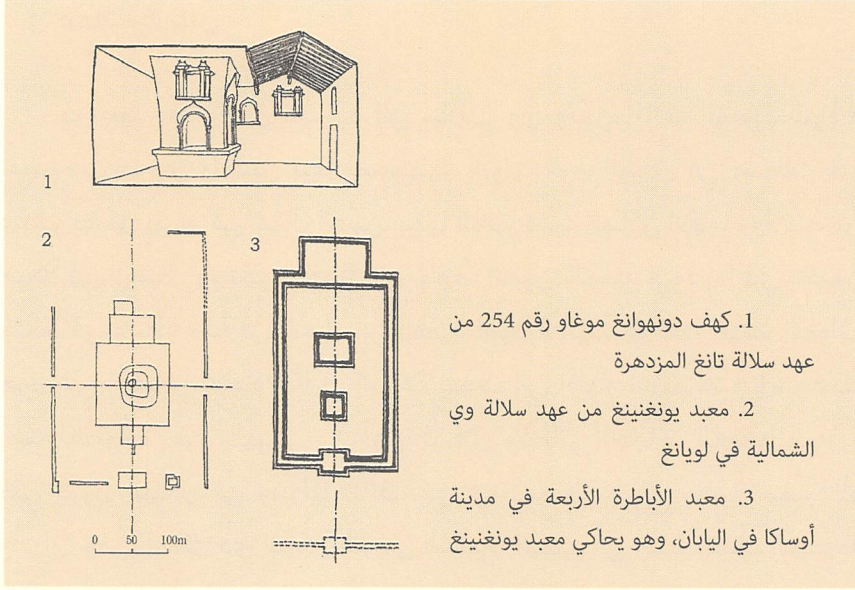 1
2
3
0 50 100m
1. كهف دونهوانغ موغاو رقم 254 من
عهد سلالة تانغ المزدهرة
2. معبد يونغنينغ من عهد سلالة وي
الشمالية في لويانغ
3. معبد الأباطرة الأربعة في مدينة
أوساكا في اليابان، وهو يحاكي معبد يونغنينغ